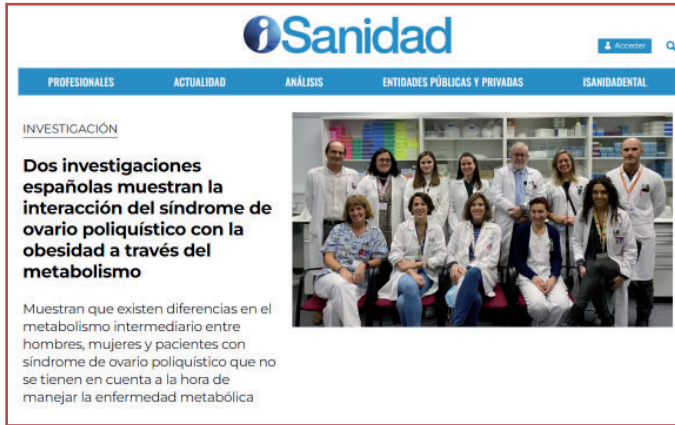 iSanidad
Acceder
PROFESIONALES ACTUALIDAD ANÁLISIS ENTIDADES PÚBLICAS Y PRIVADAS ISANIDADENTAL
INVESTIGACIÓN
Dos investigaciones
españolas muestran la
interacción del síndrome de
ovario poliquístico con la
obesidad a través del
metabolismo
Muestran que existen diferencias en el
metabolismo intermediario entre
hombres, mujeres y pacientes con
síndrome de ovario poliquístico que no
se tienen en cuenta a la hora de
manejar la enfermedad metabólica